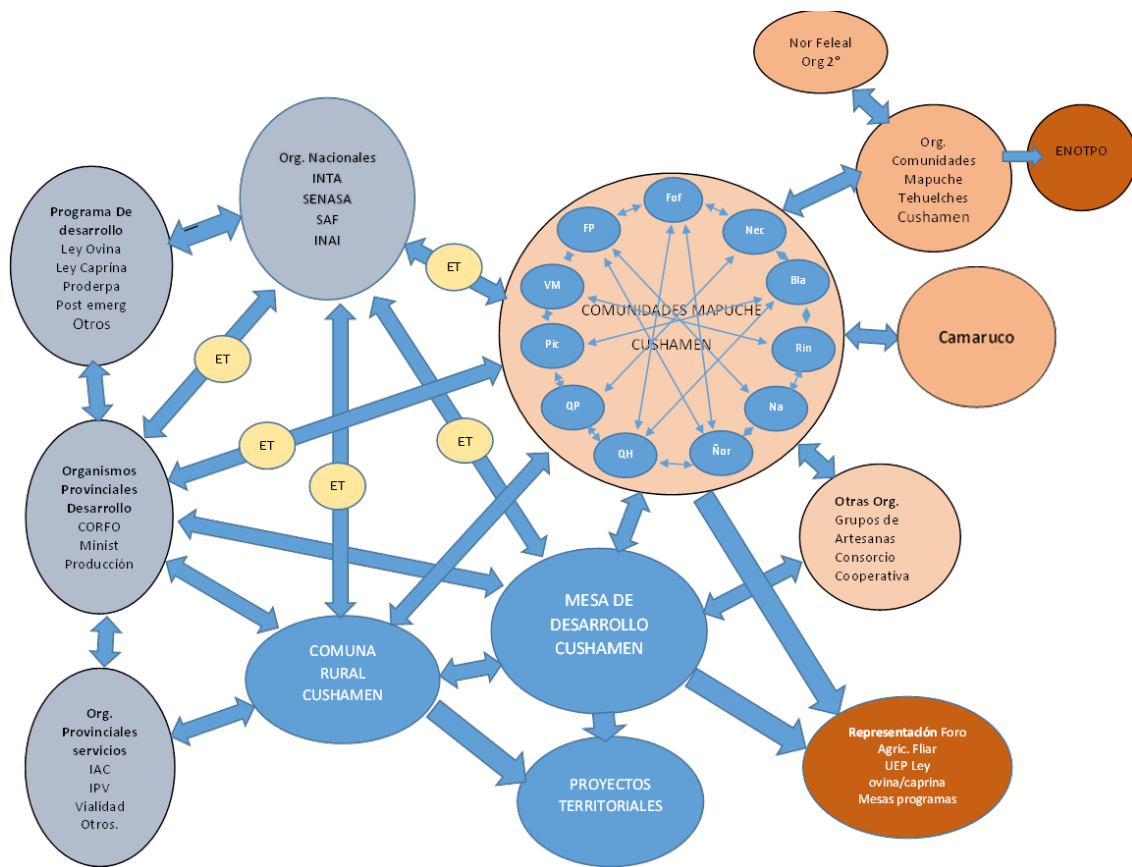 Nor Feleal
Org 2°
Org.
Comunidades
Mapuche
Tehuelches
Cushamen
ENOTPO
Org. Nacionales
INTA
SENASA
SAF
INAI
Programa De
desarrollo
Ley Ovina
Ley Caprina
Proderpa
Post emerg
Otros
ET
ET
ET
ET
ET
Fof
Nec
Bla
Rin
Na
Ñor
QH
QP
Pic
VM
FP
COMUNIDADES MAPUCHE
CUSHAMEN
Camaruco
Organismos
Provinciales
Desarrollo
CORFO
Minist
Producción
Otras Org.
Grupos de
Artesanas
Consorcio
Cooperativa
MESA DE
DESARROLLO
CUSHAMEN
COMUNA
RURAL
CUSHAMEN
Org.
Provinciales
servicios
IAC
IPV
Vialidad
Otros.
PROYECTOS
TERRITORIALES
Representación Foro
Agric. Fliar
UEP Ley
ovina/caprina
Mesas programas